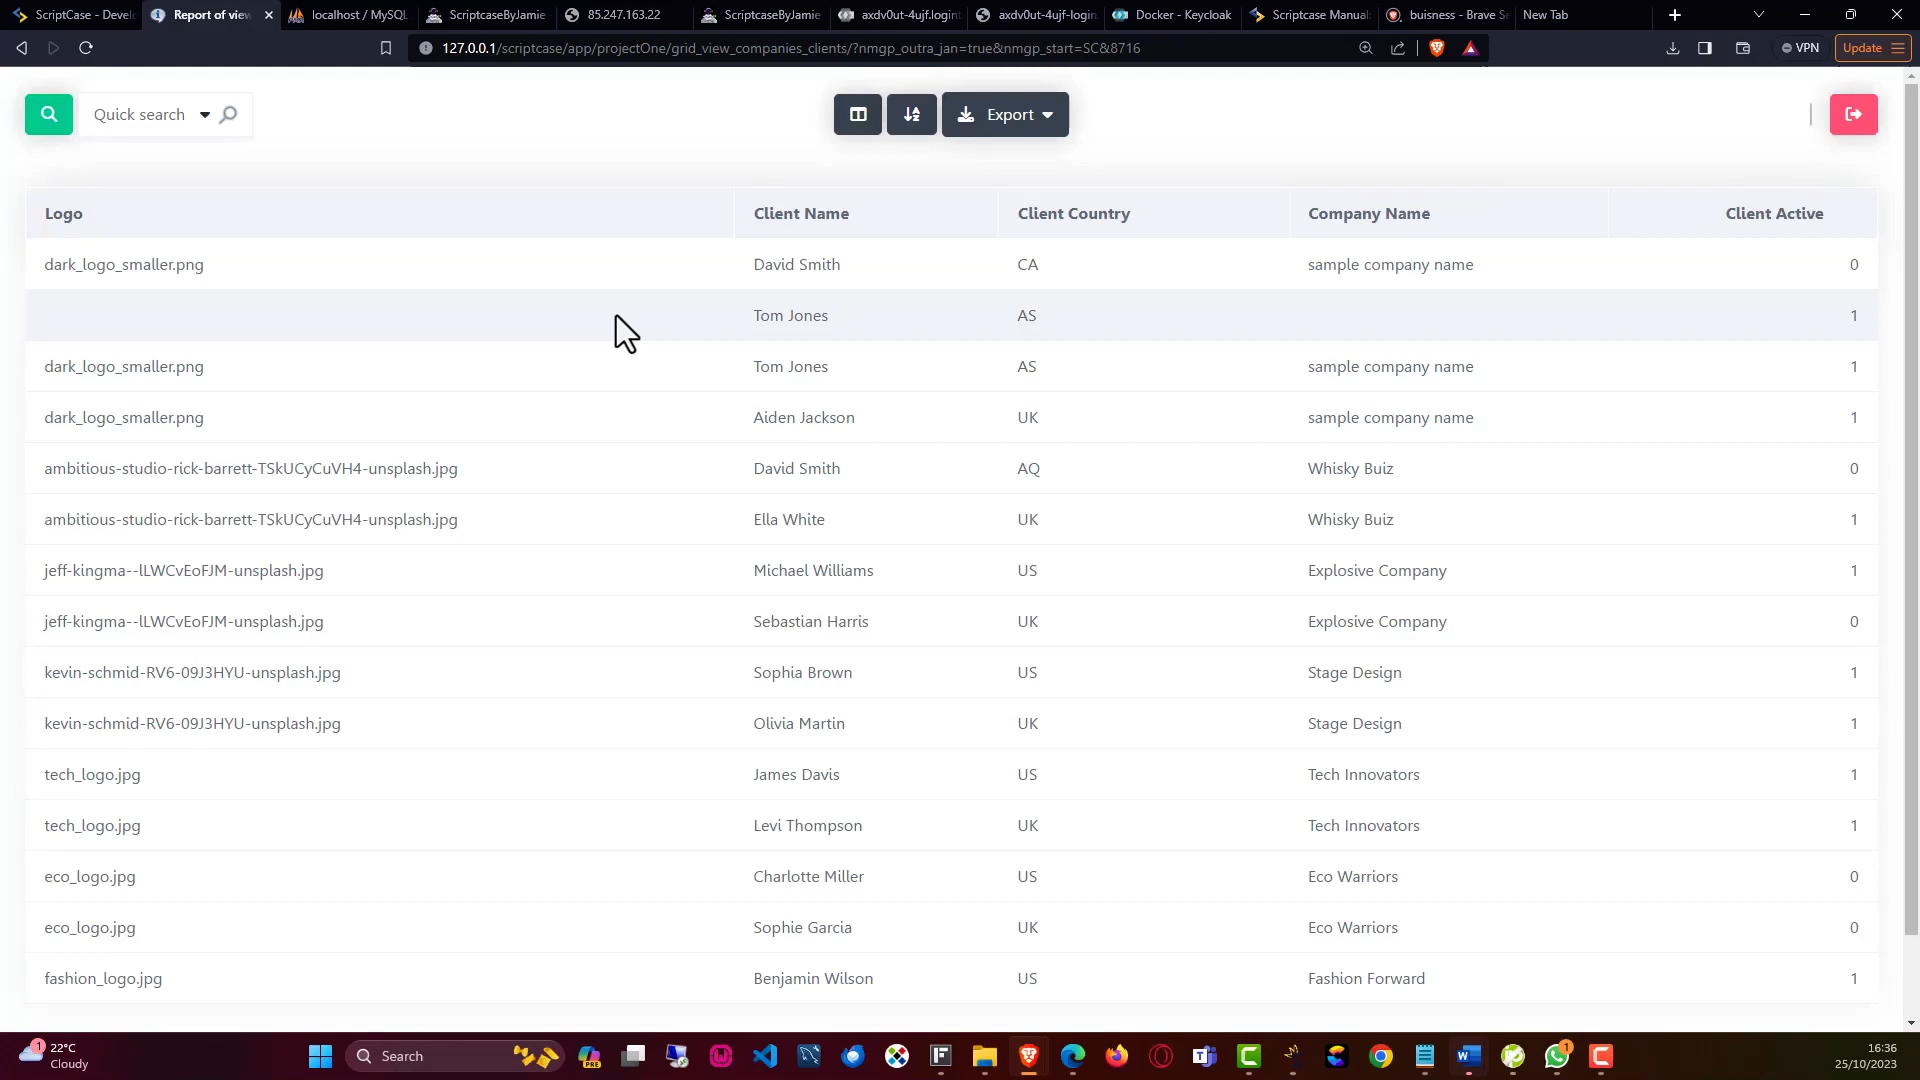 ScriptCase - Devel
Report of view
localhost / MySQL
ScriptcaseByJamie
85.247.163.22
ScriptcaseByJamie
axdv0ut-4ujf.logint
axdv0ut-4ujf-login.
Docker - Keycloak
Scriptcase Manual:
buisness - Brave Se
New Tab
127.0.0.1/scriptcase/app/projectOne/grid_view_companies_clients/?nmgp_outra_jan=true&nmgp_start=SC&8716
VPN
Update
Quick search
Export
Logo Client Name Client Country Company Name Client Active
dark_logo_smaller.png David Smith CA sample company name 0
Tom Jones AS 1
dark_logo_smaller.png Tom Jones AS sample company name 1
dark_logo_smaller.png Aiden Jackson UK sample company name 1
ambitious-studio-rick-barrett-TSkUCyCuVH4-unsplash.jpg David Smith AQ Whisky Buiz 0
ambitious-studio-rick-barrett-TSkUCyCuVH4-unsplash.jpg Ella White UK Whisky Buiz 1
jeff-kingma--lLWCvEoFJM-unsplash.jpg Michael Williams US Explosive Company 1
jeff-kingma--lLWCvEoFJM-unsplash.jpg Sebastian Harris UK Explosive Company 0
kevin-schmid-RV6-09J3HYU-unsplash.jpg Sophia Brown US Stage Design 1
kevin-schmid-RV6-09J3HYU-unsplash.jpg Olivia Martin UK Stage Design 1
tech_logo.jpg James Davis US Tech Innovators 1
tech_logo.jpg Levi Thompson UK Tech Innovators 1
eco_logo.jpg Charlotte Miller US Eco Warriors 0
eco_logo.jpg Sophie Garcia UK Eco Warriors 0
fashion_logo.jpg Benjamin Wilson US Fashion Forward 1
1
22°C
Cloudy
Search
PRE
1
16:36
25/10/2023